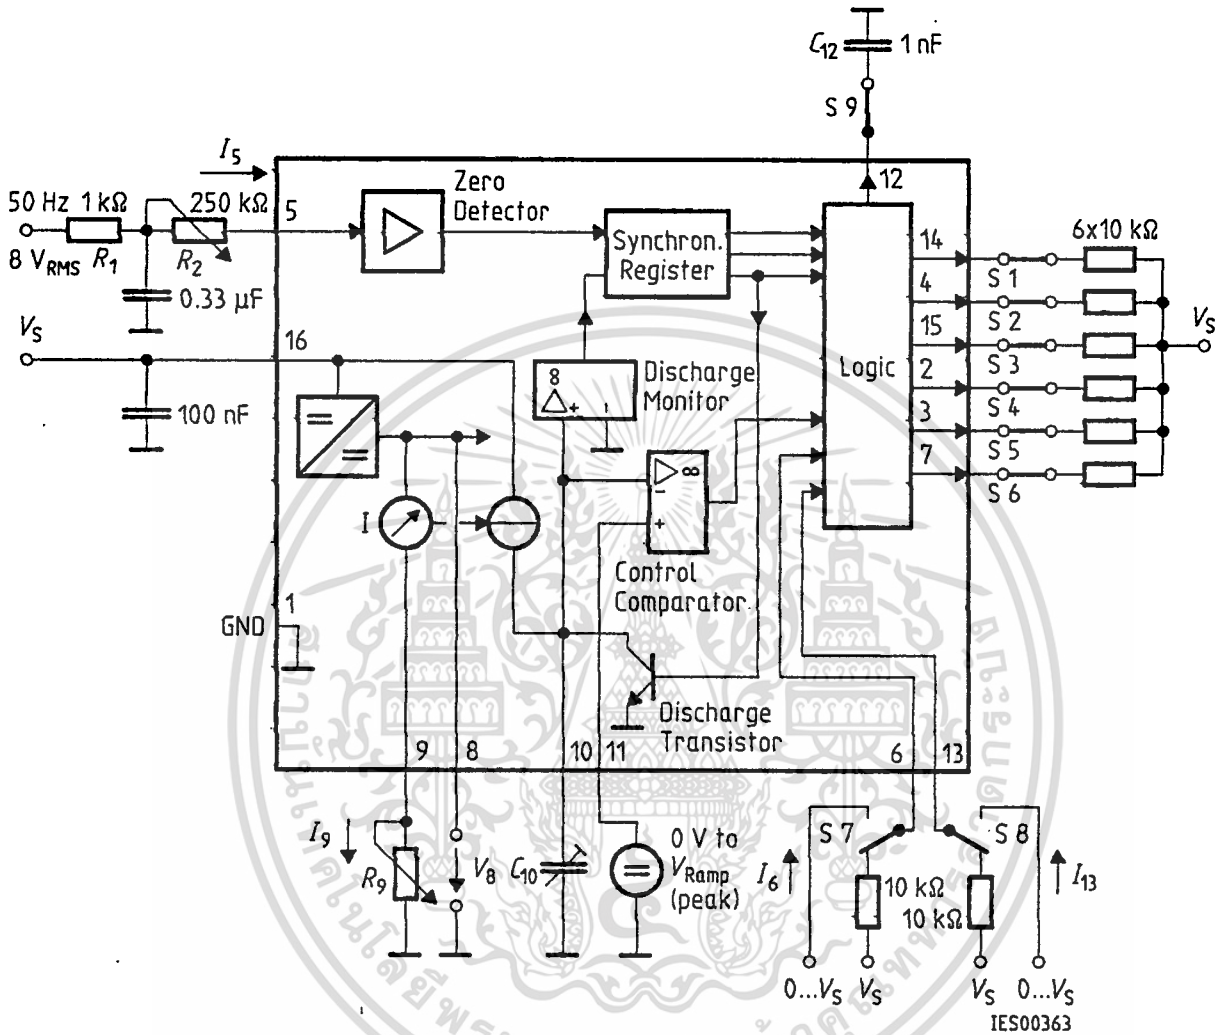 C12 1 nF
S 9
I5
12
50 Hz 1 kΩ 250 kΩ 5
8 VRMS R1 R2
0.33 µF
Zero
Detector
Synchron.
Register
Logic
14
4
15
2
3
7
S 1
S 2
S 3
S 4
S 5
S 6
6x10 kΩ
VS
VS
16
100 nF
8
+ -
Discharge
Monitor
∞
-
+
Control
Comparator
I
GND
1
Discharge
Transistor
9 8 10 11 6 13
I9
R9
V8
C10
0 V to
VRamp
(peak)
S 7 S 8
I6
10 kΩ
10 kΩ
I13
0...VS VS VS 0...VS
IES00363